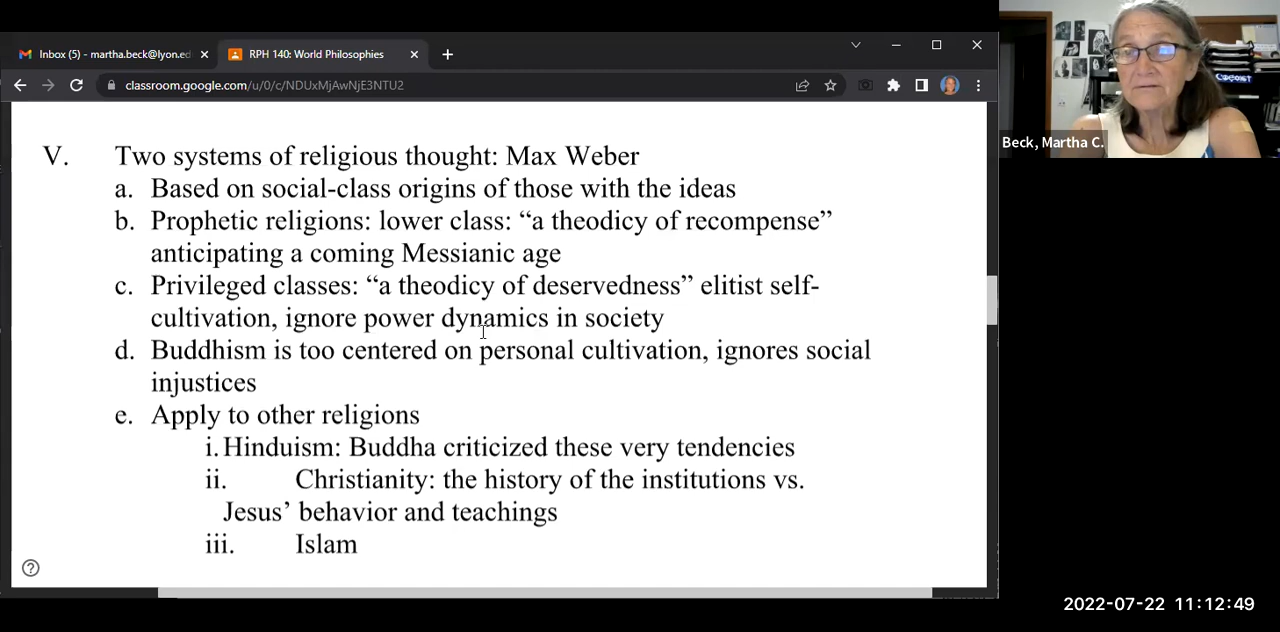 Inbox (5) - martha.beck@lyon.ed
RPH 140: World Philosophies
classroom.google.com/u/0/c/NDUxMjAwNjE3NTU2
Beck, Martha C.
V. Two systems of religious thought: Max Weber
a. Based on social-class origins of those with the ideas
b. Prophetic religions: lower class: “a theodicy of recompense”
anticipating a coming Messianic age
c. Privileged classes: “a theodicy of deservedness” elitist self-
cultivation, ignore power dynamics in society
d. Buddhism is too centered on personal cultivation, ignores social
injustices
e. Apply to other religions
i. Hinduism: Buddha criticized these very tendencies
ii. Christianity: the history of the institutions vs.
Jesus’ behavior and teachings
iii. Islam
2022-07-22 11:12:49